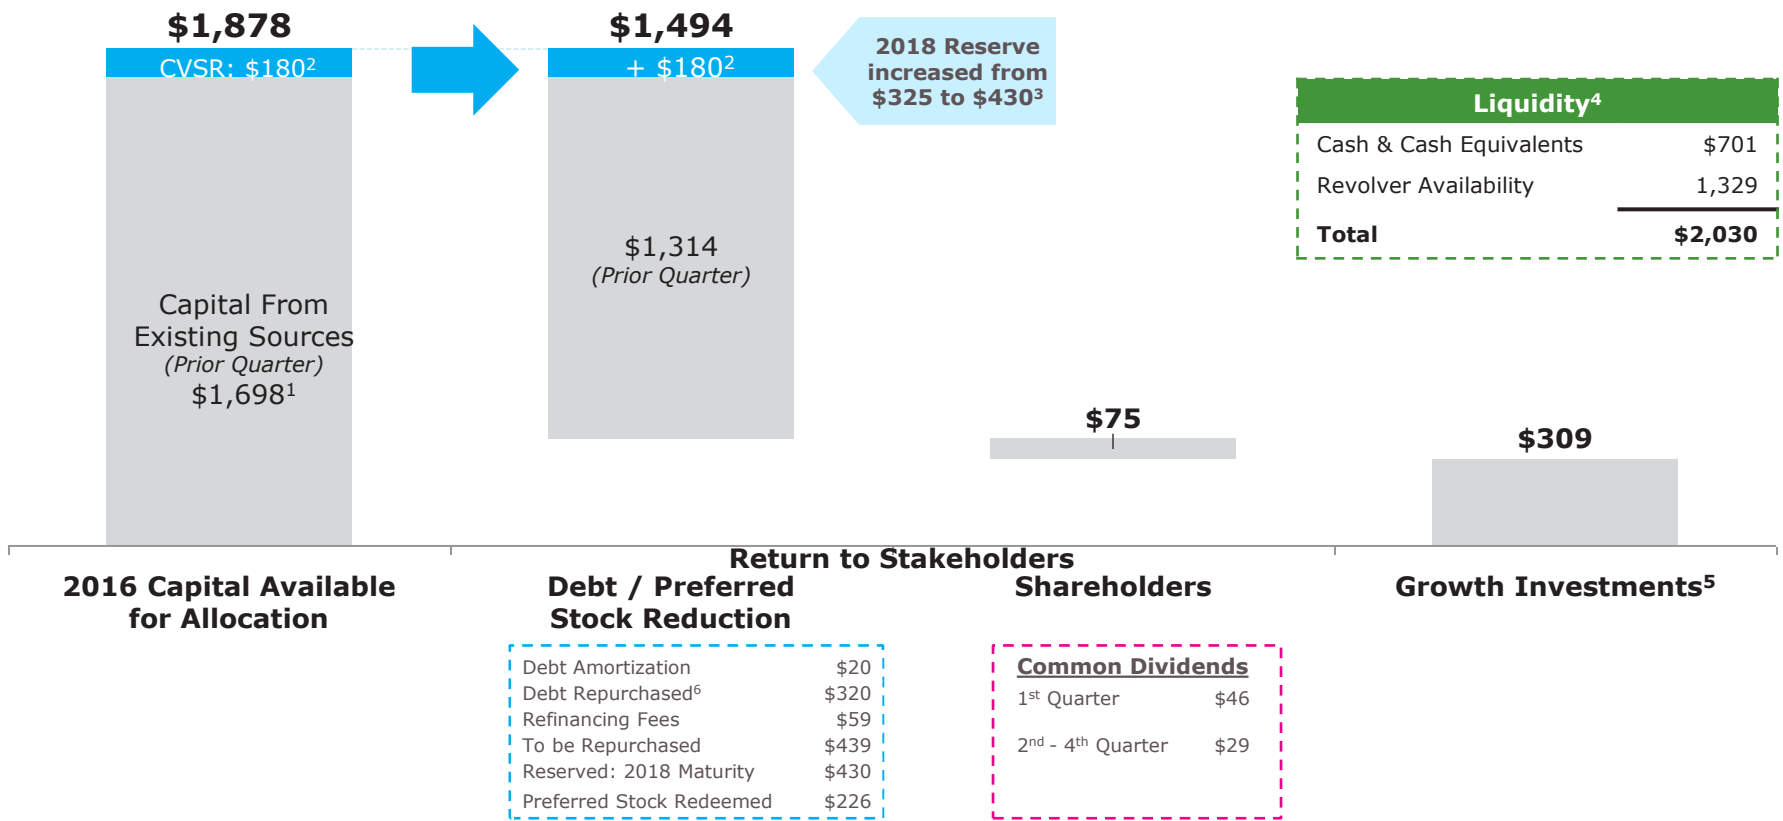 $1,878
CVSR: $180²
Capital From
Existing Sources
(Prior Quarter)
$1,698¹
$1,494
+ $180²
$1,314
(Prior Quarter)
2018 Reserve
increased from
$325 to $430³
Liquidity⁴
Cash & Cash Equivalents $701
Revolver Availability 1,329
Total $2,030
$75
$309
Return to Stakeholders
2016 Capital Available
for Allocation
Debt / Preferred
Stock Reduction
Shareholders
Growth Investments⁵
Debt Amortization $20
Debt Repurchased⁶ $320
Refinancing Fees $59
To be Repurchased $439
Reserved: 2018 Maturity $430
Preferred Stock Redeemed $226
Common Dividends
1st Quarter $46
2nd - 4th Quarter $29